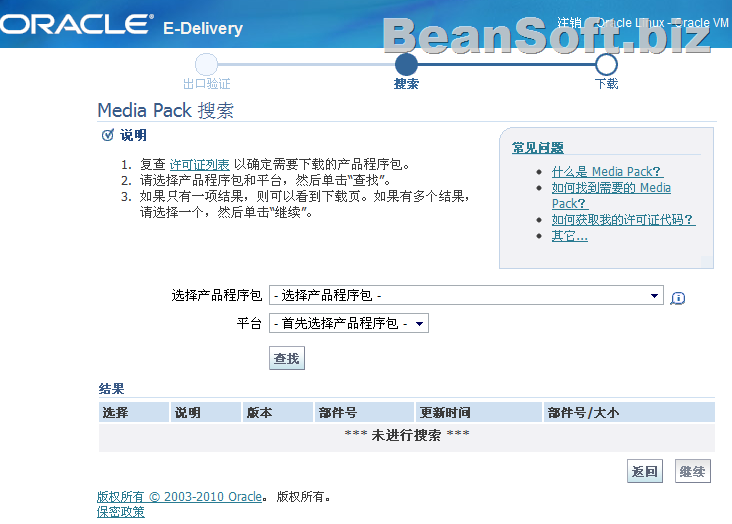 ORACLE E-Delivery
注销 Oracle Linux - Oracle VM
BeanSoft.biz
出口验证 搜索 下载
Media Pack 搜索
说明
1. 复查 许可证列表 以确定需要下载的产品程序包。
2. 请选择产品程序包和平台，然后单击“查找”。
3. 如果只有一项结果，则可以看到下载页。如果有多个结果，
请选择一个，然后单击“继续”。
常见问题
什么是 Media Pack?
如何找到需要的 Media
Pack?
如何获取我的许可证代码?
其它...
选择产品程序包 - 选择产品程序包 -
平台 - 首先选择产品程序包 -
查找
结果
选择 说明 版本 部件号 更新时间 部件号/大小
*** 未进行搜索 ***
返回 继续
版权所有 © 2003-2010 Oracle。 版权所有。
保密政策